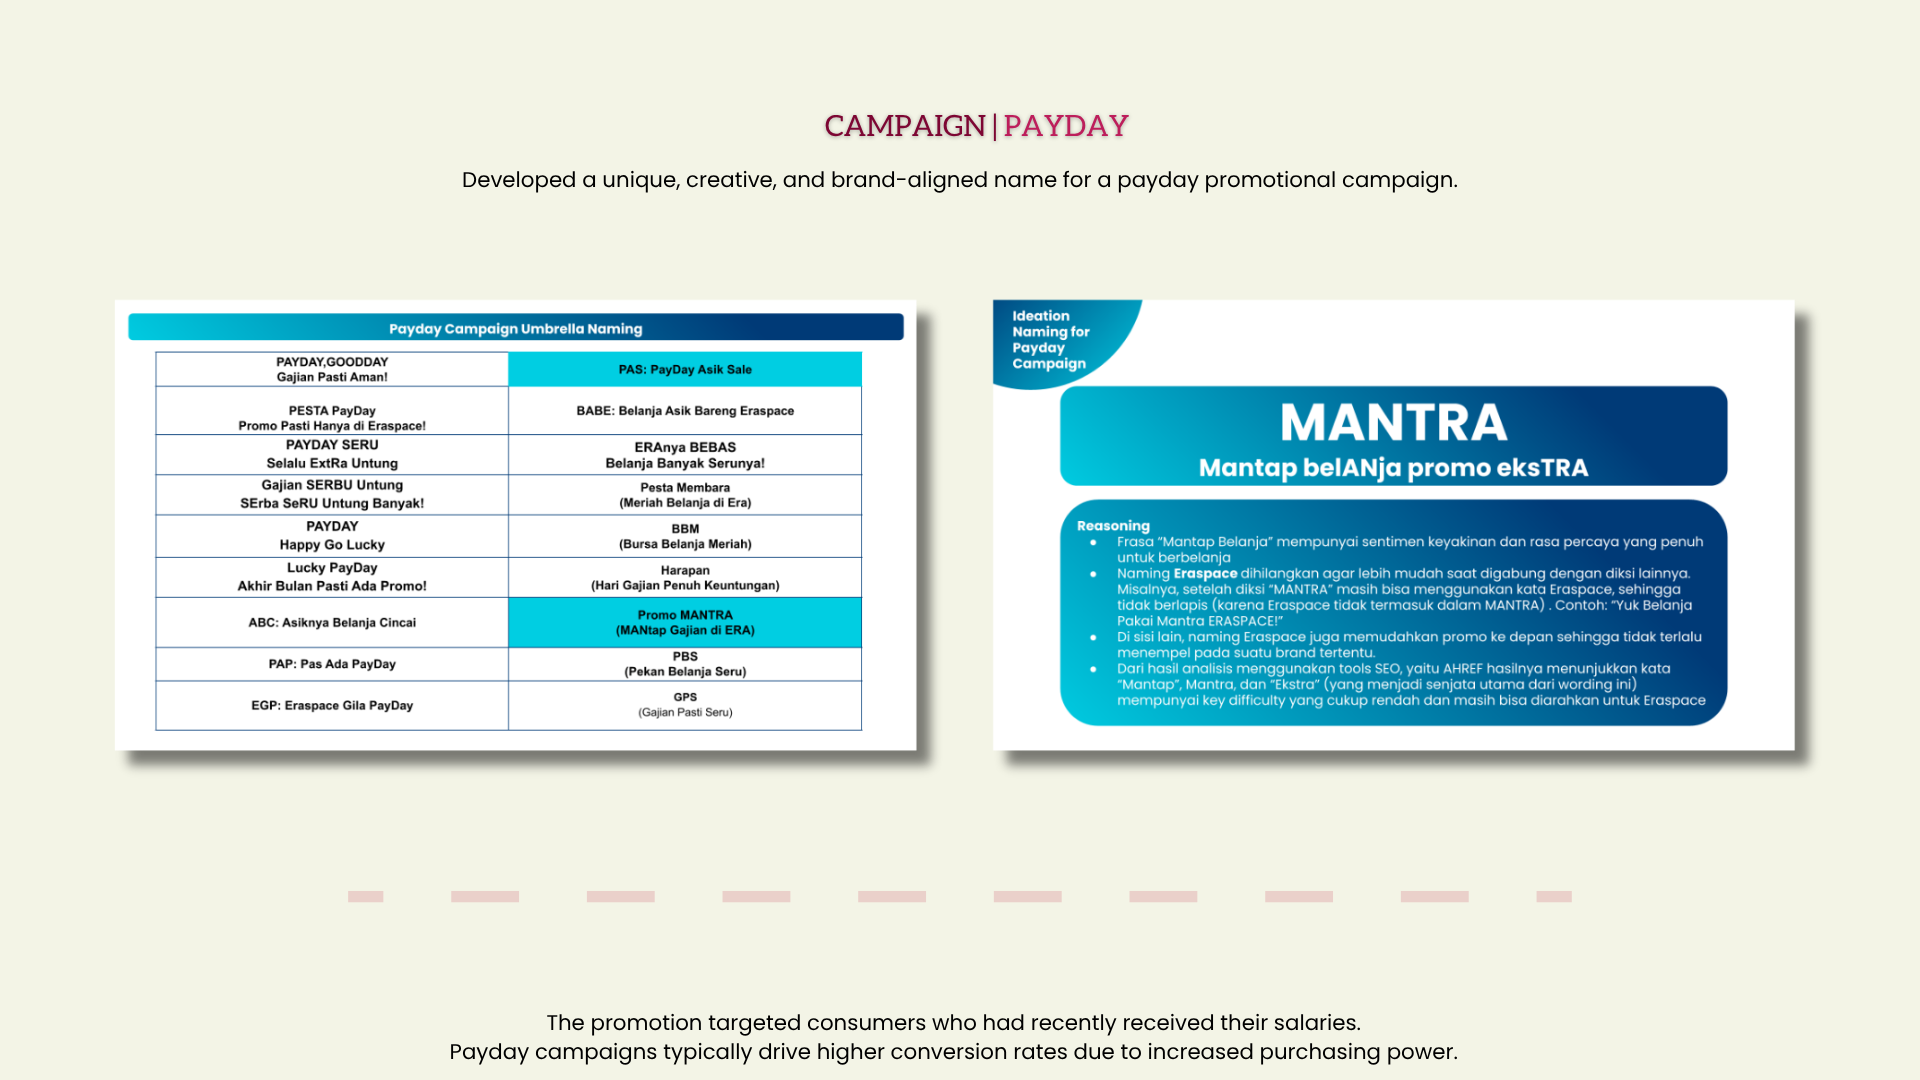 CAMPAIGN | PAYDAY
Developed a unique, creative, and brand-aligned name for a payday promotional campaign.
Payday Campaign Umbrella Naming
PAYDAY,GOODDAY
Gajian Pasti Aman!
PAS: PayDay Asik Sale
PESTA PayDay
Promo Pasti Hanya di Eraspace!
BABE: Belanja Asik Bareng Eraspace
PAYDAY SERU
Selalu ExtRa Untung
ERAnya BEBAS
Belanja Banyak Serunya!
Gajian SERBU Untung
SErba SeRU Untung Banyak!
Pesta Membara
(Meriah Belanja di Era)
PAYDAY
Happy Go Lucky
BBM
(Bursa Belanja Meriah)
Lucky PayDay
Akhir Bulan Pasti Ada Promo!
Harapan
(Hari Gajian Penuh Keuntungan)
ABC: Asiknya Belanja Cincai
Promo MANTRA
(MANtap Gajian di ERA)
PAP: Pas Ada PayDay
PBS
(Pekan Belanja Seru)
EGP: Eraspace Gila PayDay
GPS
(Gajian Pasti Seru)
Ideation
Naming for
Payday
Campaign
MANTRA
Mantap belANja promo eksTRA
Reasoning
● Frasa “Mantap Belanja” mempunyai sentimen keyakinan dan rasa percaya yang penuh
untuk berbelanja
● Naming Eraspace dihilangkan agar lebih mudah saat digabung dengan diksi lainnya.
Misalnya, setelah diksi “MANTRA” masih bisa menggunakan kata Eraspace, sehingga
tidak berlapis (karena Eraspace tidak termasuk dalam MANTRA) . Contoh: “Yuk Belanja
Pakai Mantra ERASPACE!”
● Di sisi lain, naming Eraspace juga memudahkan promo ke depan sehingga tidak terlalu
menempel pada suatu brand tertentu.
● Dari hasil analisis menggunakan tools SEO, yaitu AHREF hasilnya menunjukkan kata
“Mantap”, Mantra, dan “Ekstra” (yang menjadi senjata utama dari wording ini)
mempunyai key difficulty yang cukup rendah dan masih bisa diarahkan untuk Eraspace
The promotion targeted consumers who had recently received their salaries.
Payday campaigns typically drive higher conversion rates due to increased purchasing power.